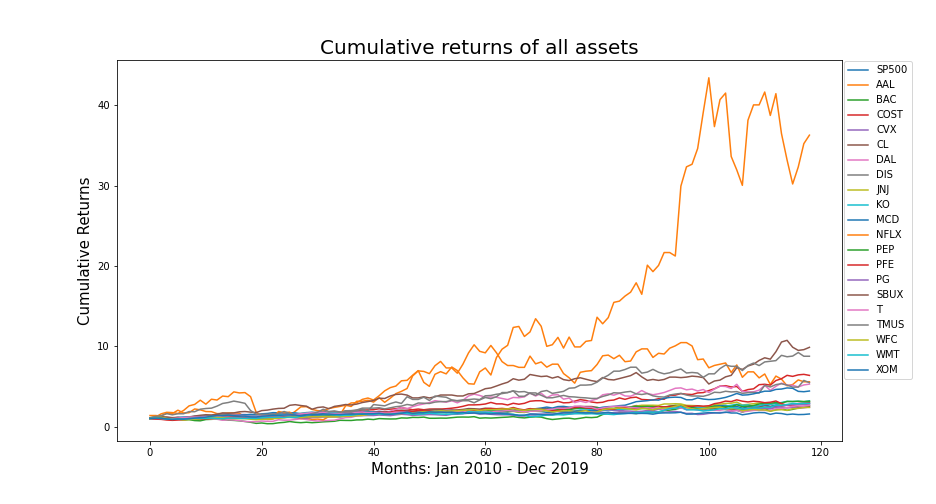 Cumulative returns of all assets
Cumulative Returns
40
30
20
10
0
0 20 40 60 80 100 120
Months: Jan 2010 - Dec 2019
SP500
AAL
BAC
COST
CVX
CL
DAL
DIS
JNJ
KO
MCD
NFLX
PEP
PFE
PG
SBUX
T
TMUS
WFC
WMT
XOM